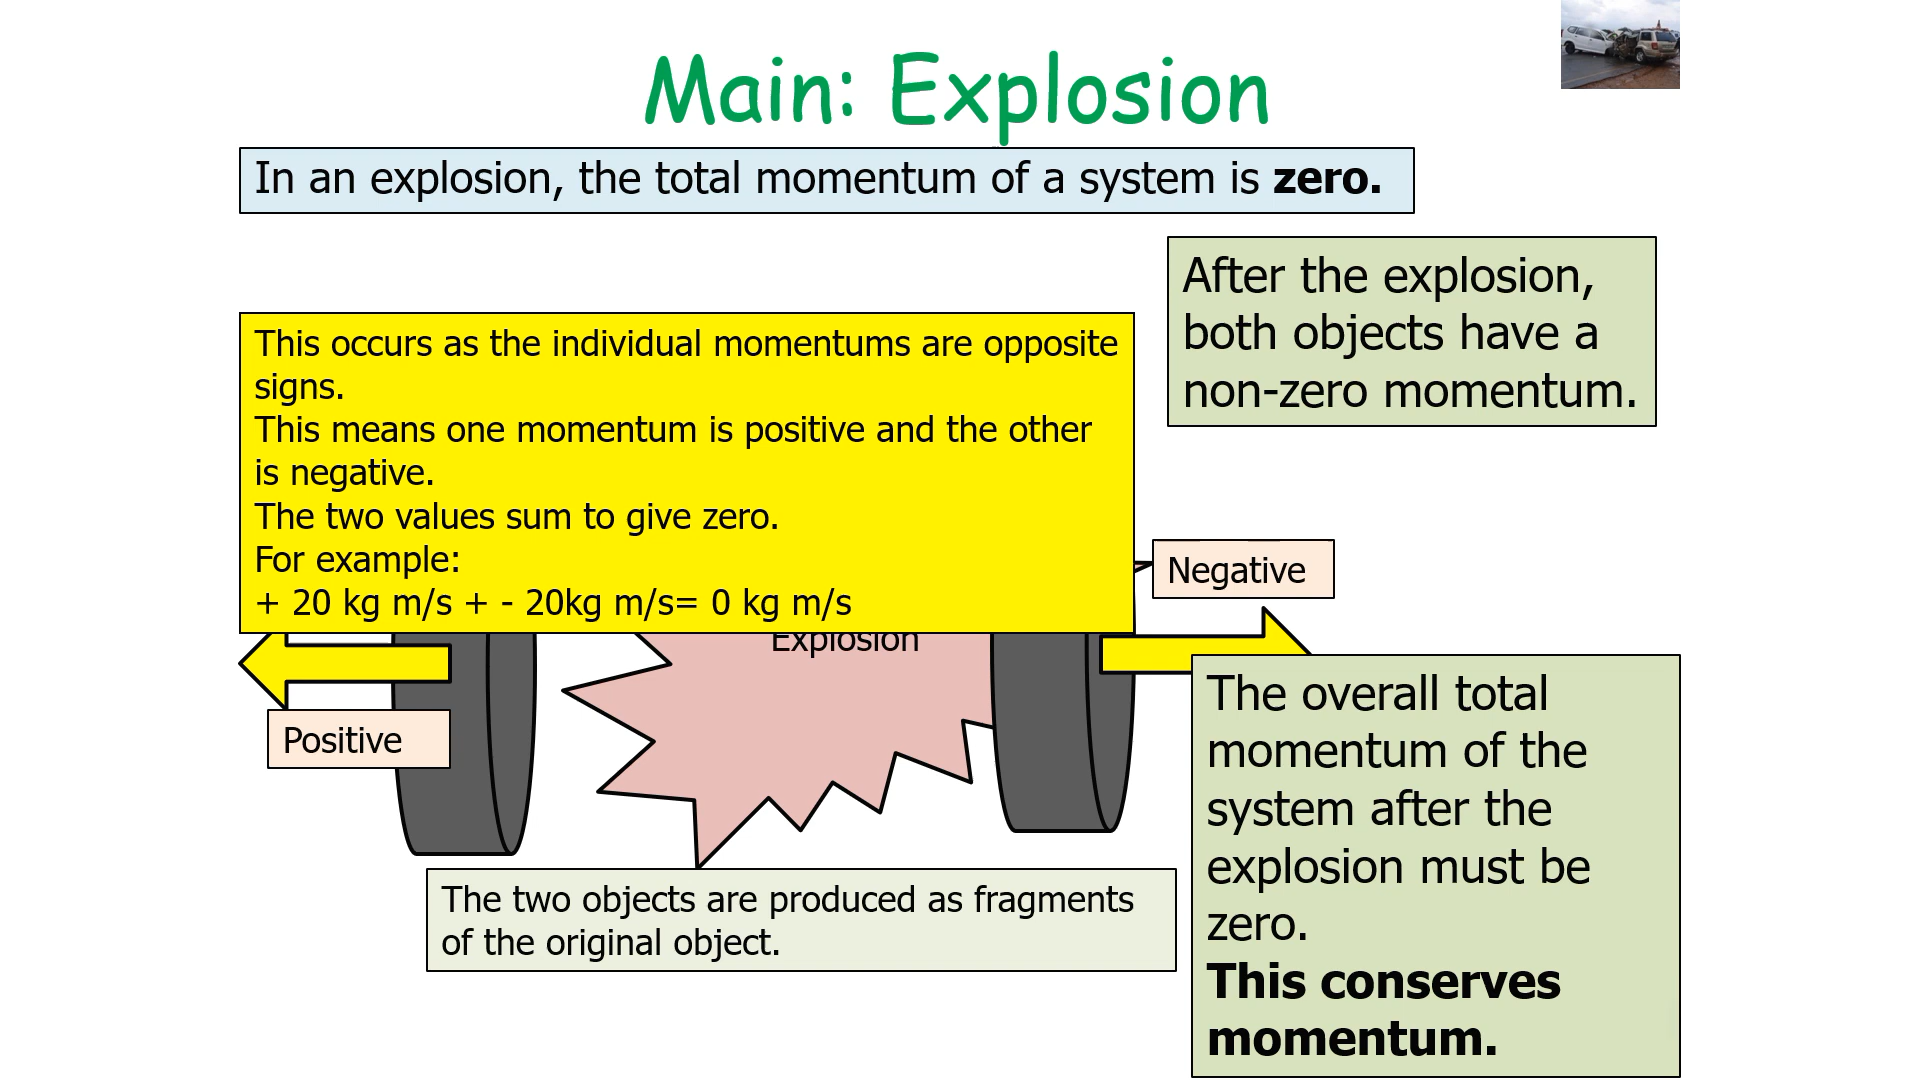 Main: Explosion
In an explosion, the total momentum of a system is zero.
After the explosion,
both objects have a
non-zero momentum.
This occurs as the individual momentums are opposite
signs.
This means one momentum is positive and the other
is negative.
The two values sum to give zero.
For example:
+ 20 kg m/s + - 20kg m/s= 0 kg m/s
Negative
Explosion
Positive
The overall total
momentum of the
system after the
explosion must be
zero.
This conserves
momentum.
The two objects are produced as fragments
of the original object.